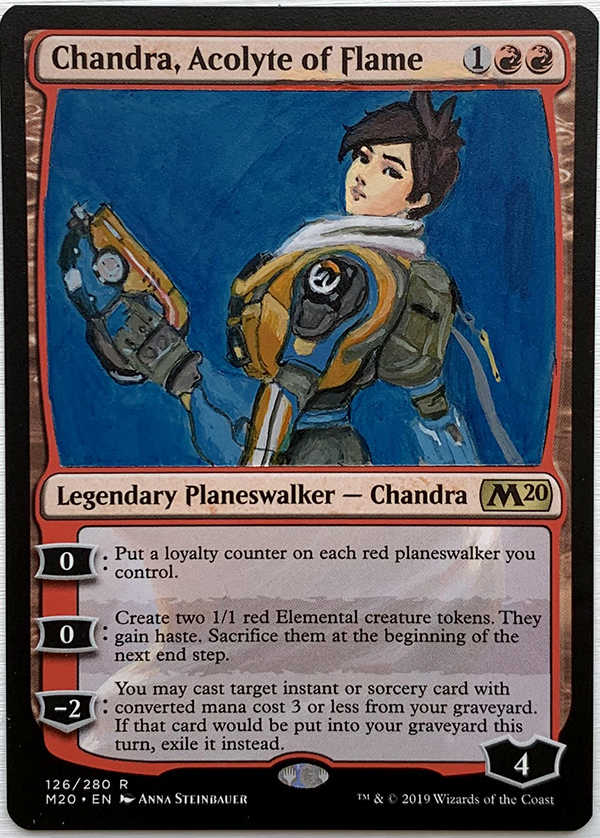 Chandra, Acolyte of Flame 1
Legendary Planeswalker — Chandra M20
0 : Put a loyalty counter on each red planeswalker you
control.
0 : Create two 1/1 red Elemental creature tokens. They
gain haste. Sacrifice them at the beginning of the
next end step.
-2 : You may cast target instant or sorcery card with
converted mana cost 3 or less from your graveyard.
If that card would be put into your graveyard this
turn, exile it instead.
4
126/280 R
M20 • EN Anna Steinbauer ™ & © 2019 Wizards of the Coast